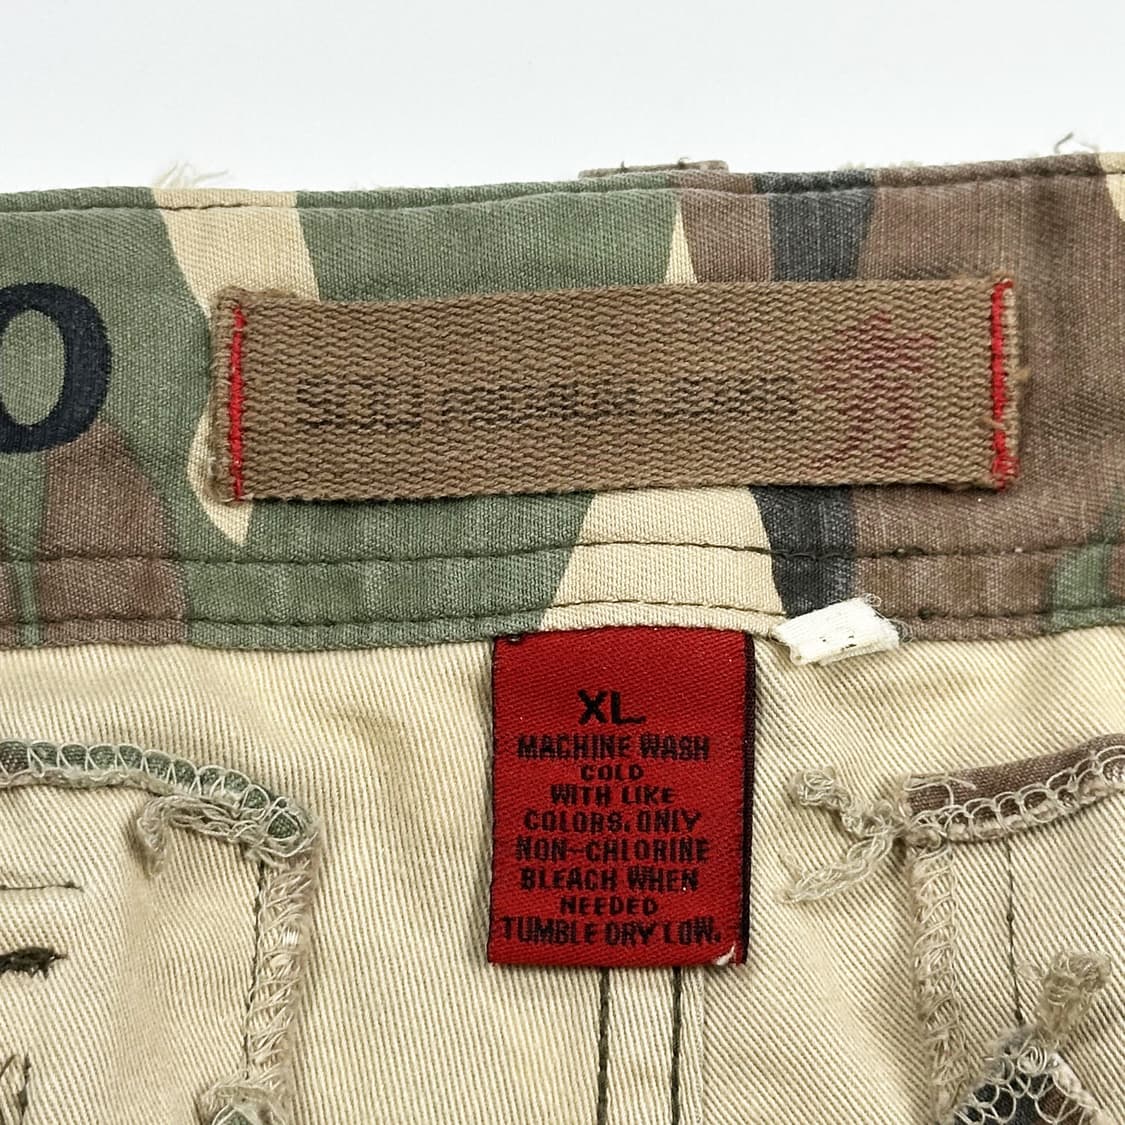 O
XL
MACHINE WASH
COLD
WITH LIKE
COLORS, ONLY
NON-CHLORINE
BLEACH WHEN
NEEDED
TUMBLE DRY LOW.